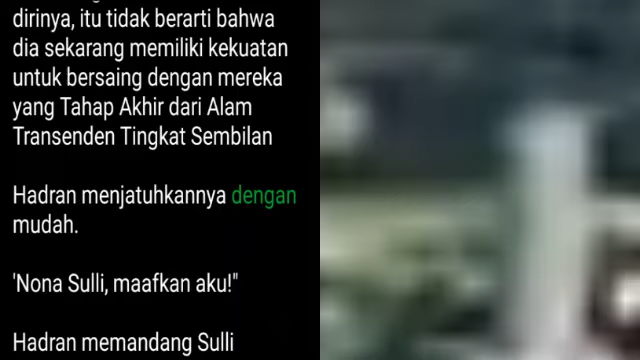 dirinya, itu tidak berarti bahwa
dia sekarang memiliki kekuatan
untuk bersaing dengan mereka
yang Tahap Akhir dari Alam
Transenden Tingkat Sembilan
Hadran menjatuhkannya dengan
mudah.
'Nona Sulli, maafkan aku!"
Hadran memandang Sulli